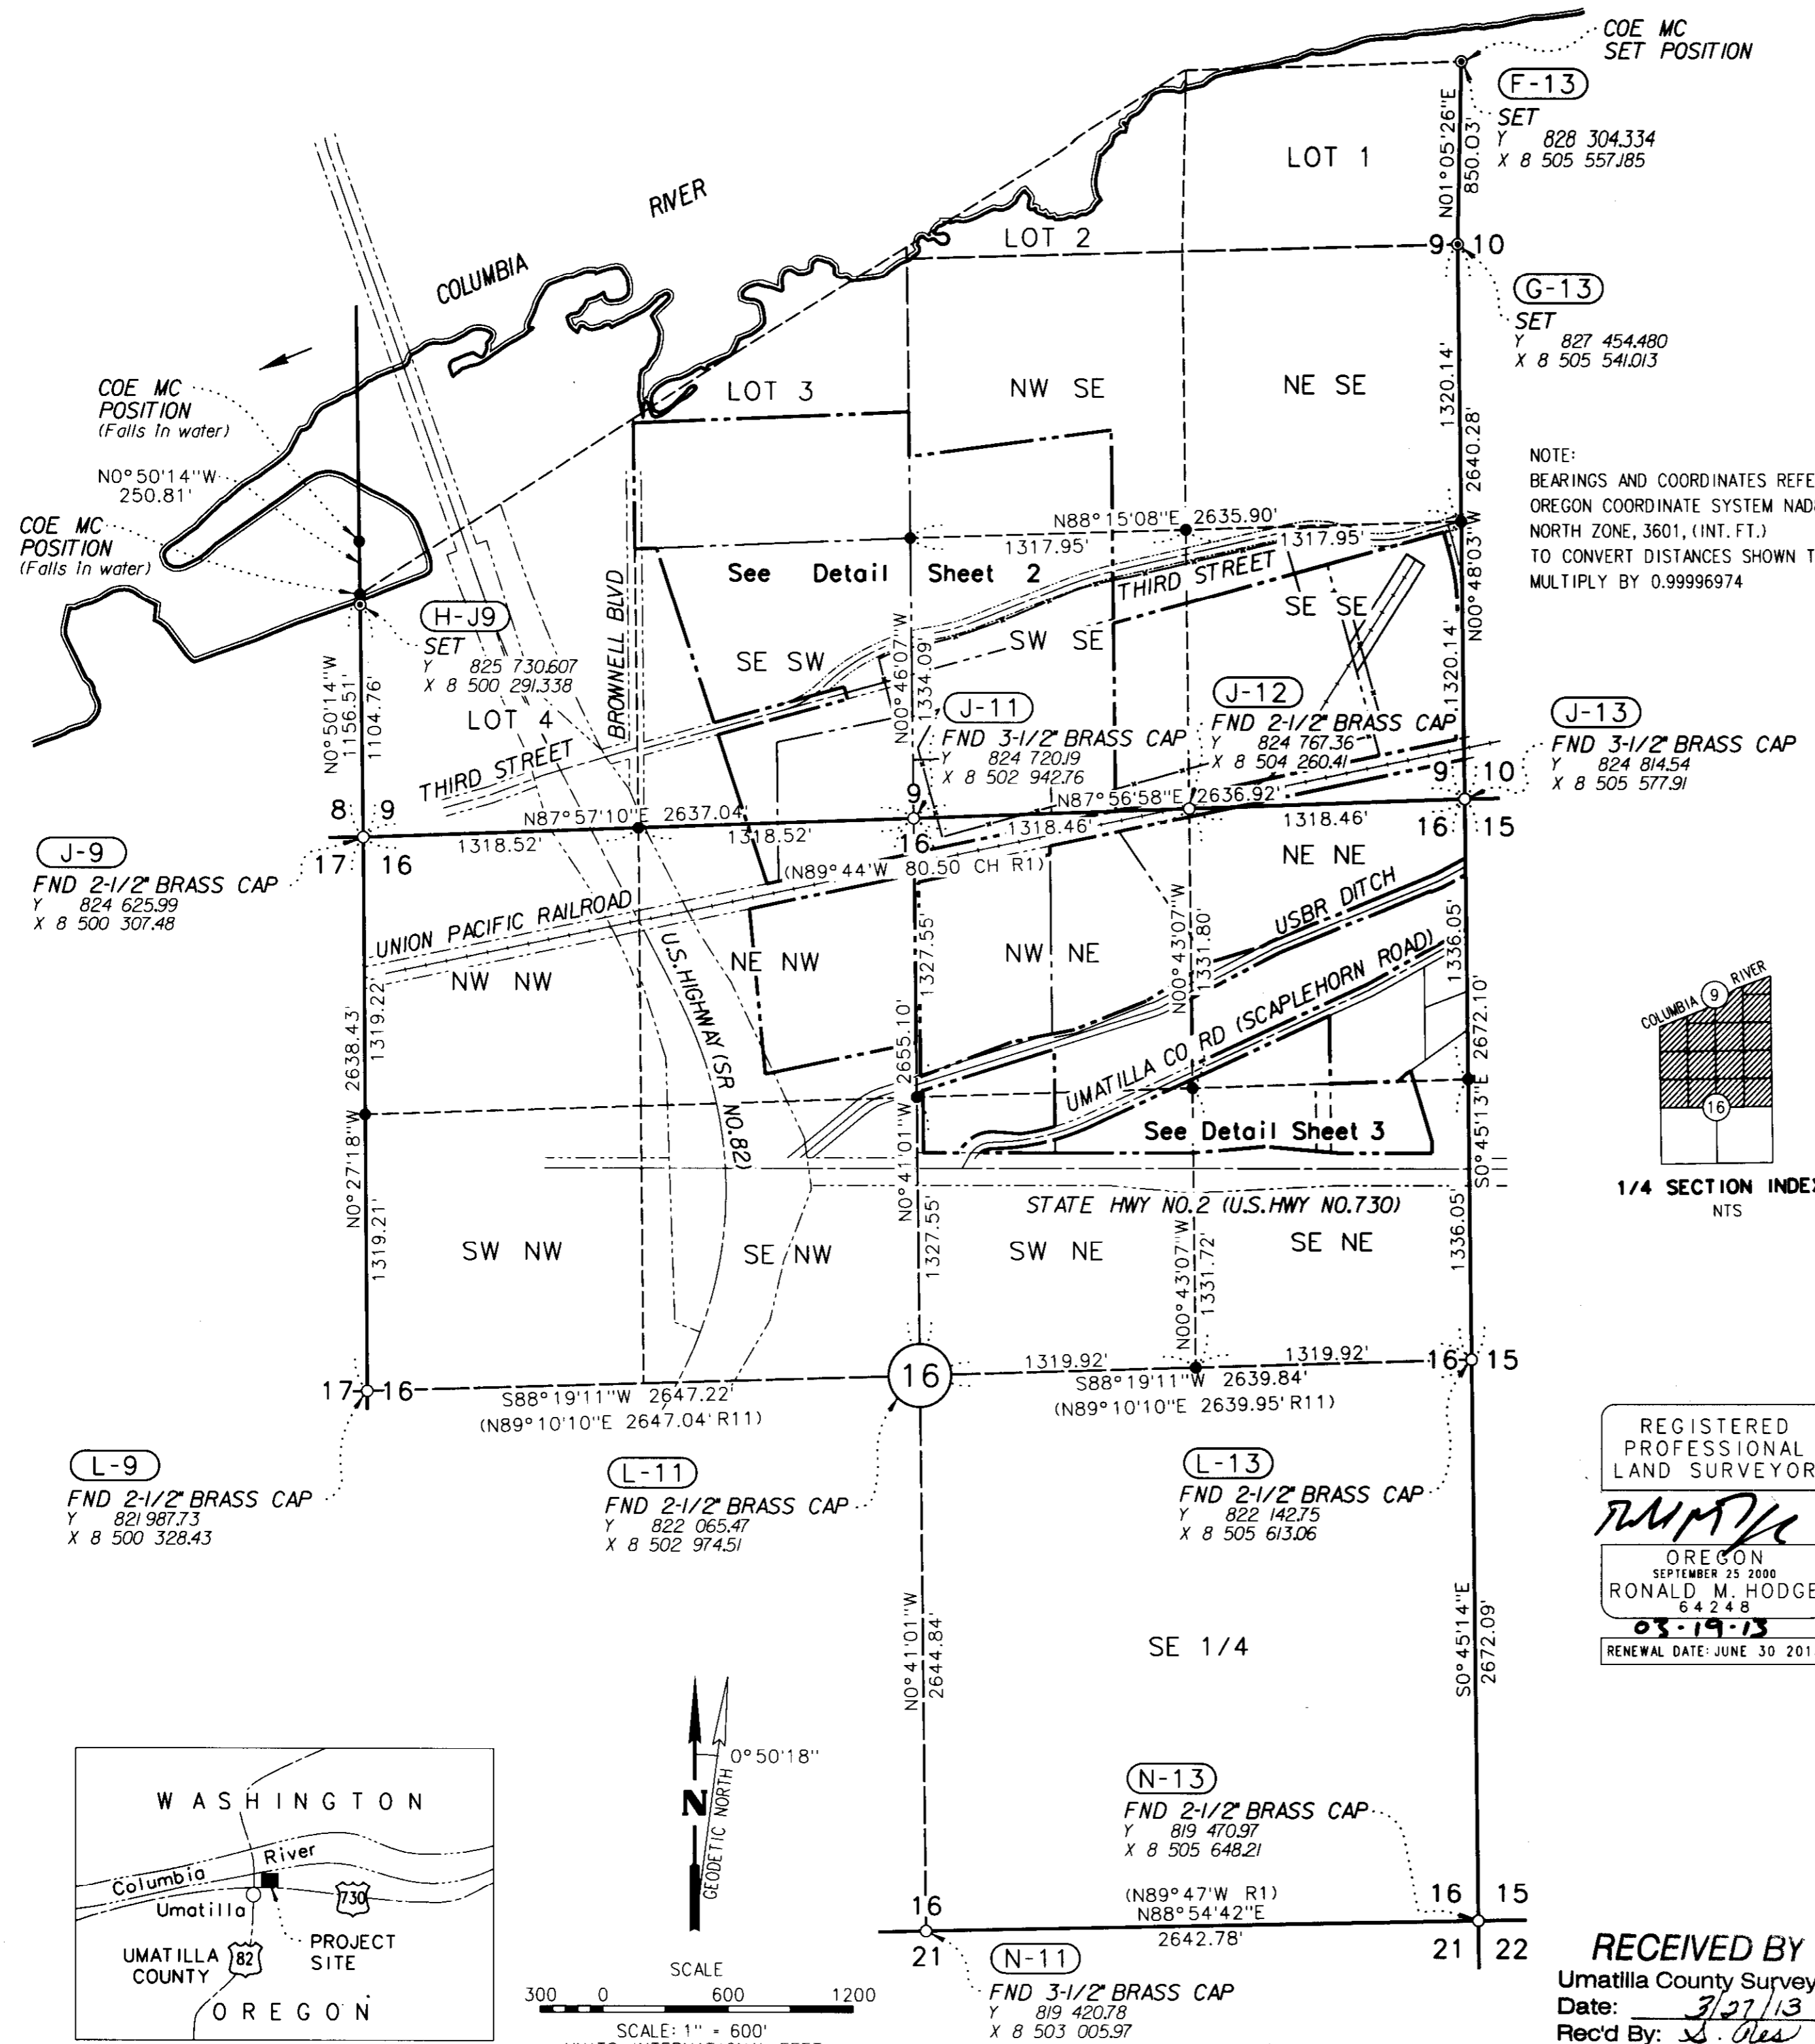 COE MC
SET POSITION
F-13
SET
Y 828 304.334
X 8 505 557.185
N01°05'26"E
850.03'
LOT 1
RIVER
COLUMBIA
LOT 2
9 10
G-13
SET
Y 827 454.480
X 8 505 541.013
COE MC
POSITION
(Falls in water)
N0°50'14"W
250.81'
COE MC
POSITION
(Falls in water)
LOT 3
NW SE
NE SE
1320.14'
2640.28'
N00°48'03"W
1320.14'
NOTE:
BEARINGS AND COORDINATES REFE
OREGON COORDINATE SYSTEM NAD
NORTH ZONE, 3601, (INT. FT.)
TO CONVERT DISTANCES SHOWN T
MULTIPLY BY 0.99996974
N88°15'08"E 2635.90'
1317.95'
1317.95'
See Detail Sheet 2
THIRD STREET
SE SE
H-J9
SET
Y 825 730.607
X 8 500 291.338
BROWNELL BLVD
SE SW
SW SE
N00°46'07"W
1334.09'
N0°50'14"W
1156.51'
1104.76'
LOT 4
THIRD STREET
J-11
FND 3-1/2" BRASS CAP
Y 824 720.19
X 8 502 942.76
J-12
FND 2-1/2" BRASS CAP
Y 824 767.36
X 8 504 260.41
J-13
FND 3-1/2" BRASS CAP
Y 824 814.54
X 8 505 577.91
8 9
17 16
9
16
9 10
16 15
N87°57'10"E 2637.04'
1318.52'
1318.52'
N87°56'58"E 2636.92'
1318.46'
1318.46'
(N89°44'W 80.50 CH R1)
J-9
FND 2-1/2" BRASS CAP
Y 824 625.99
X 8 500 307.48
UNION PACIFIC RAILROAD
NE NE
USBR DITCH
NW NW
NE NW
NW NE
U.S. HIGHWAY (SR NO.82)
N00°43'07"W
1331.80'
1327.55'
1336.05'
2672.10'
S0°45'13"E
1336.05'
UMATILLA CO RD (SCAPLEHORN ROAD)
2638.43'
1319.22'
N0°27'18"W
1319.21'
2655.10'
N0°41'01"W
1327.55'
See Detail Sheet 3
COLUMBIA RIVER
9
16
1/4 SECTION INDEX
NTS
STATE HWY NO.2 (U.S. HWY NO.730)
SW NW
SE NW
SW NE
SE NE
N00°43'07"W
1331.72'
17 16
16
16 15
1319.92'
1319.92'
S88°19'11"W 2647.22'
(N89°10'10"E 2647.04' R11)
S88°19'11"W 2639.84'
(N89°10'10"E 2639.95' R11)
L-9
FND 2-1/2" BRASS CAP
Y 821 987.73
X 8 500 328.43
L-11
FND 2-1/2" BRASS CAP
Y 822 065.47
X 8 502 974.51
L-13
FND 2-1/2" BRASS CAP
Y 822 142.75
X 8 505 613.06
REGISTERED
PROFESSIONAL
LAND SURVEYOR
OREGON
SEPTEMBER 25 2000
RONALD M. HODGE
64248
03-19-13
RENEWAL DATE: JUNE 30 201
N0°41'01"W
2644.84'
SE 1/4
S0°45'14"E
2672.09'
WASHINGTON
Columbia River
Umatilla
730
UMATILLA
COUNTY
82
PROJECT
SITE
OREGON
N
0°50'18"
GEODETIC NORTH
SCALE
300 0 600 1200
SCALE: 1" = 600'
N-13
FND 2-1/2" BRASS CAP
Y 819 470.97
X 8 505 648.21
(N89°47'W R1)
N88°54'42"E
2642.78'
16
21
16 15
21 22
N-11
FND 3-1/2" BRASS CAP
Y 819 420.78
X 8 503 005.97
RECEIVED BY
Umatilla County Survey
Date: 3/27/13
Rec'd By: S.